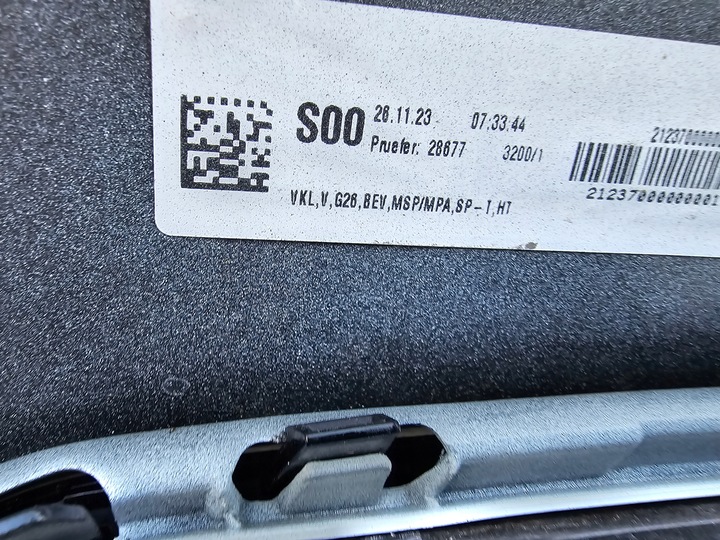 S00 28.11.23 07:33:44
Pruefer: 28677 3200/1
VKL,V,G26,BEV,MSP/MPA,SP-T,HT